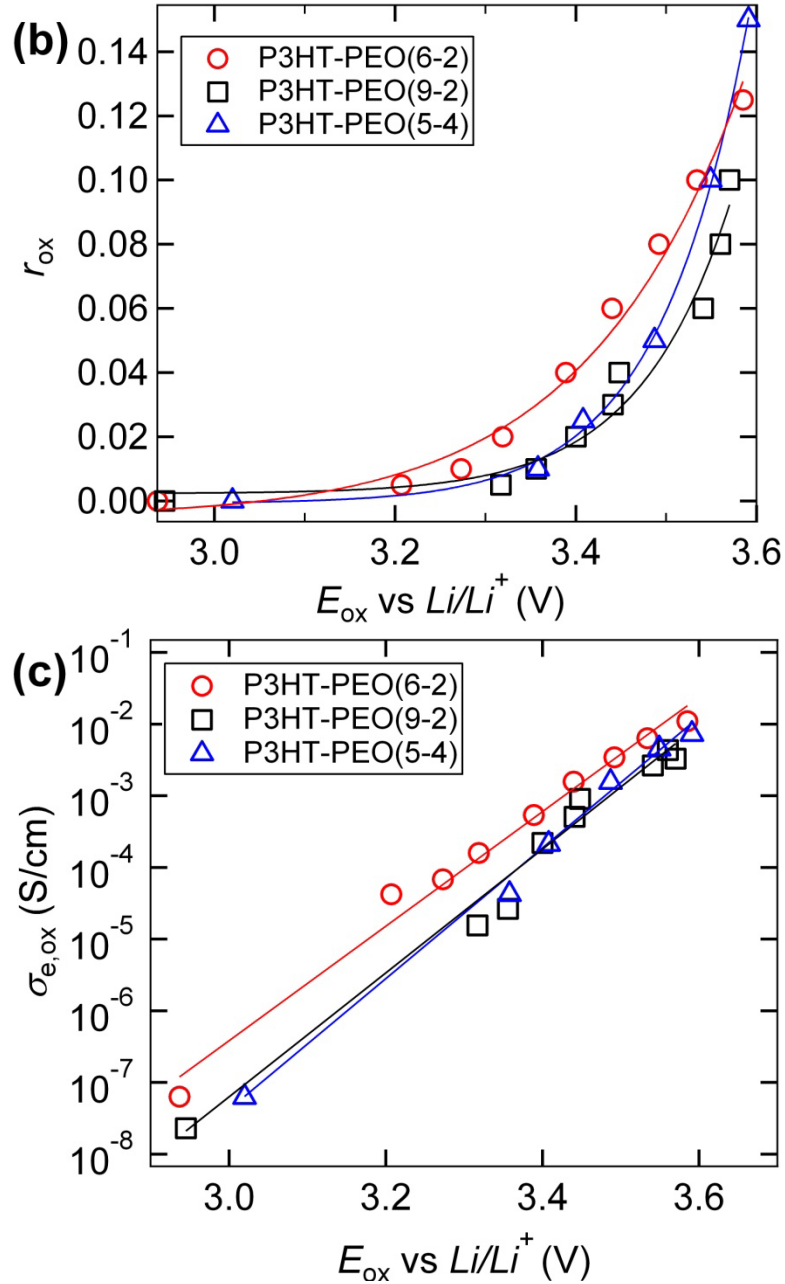 (b)
P3HT-PEO(6-2)
P3HT-PEO(9-2)
P3HT-PEO(5-4)
0.14
0.12
0.10
0.08
0.06
0.04
0.02
0.00
r_ox
3.0 3.2 3.4 3.6
E_ox vs Li/Li⁺ (V)
(c)
P3HT-PEO(6-2)
P3HT-PEO(9-2)
P3HT-PEO(5-4)
10⁻¹
10⁻²
10⁻³
10⁻⁴
10⁻⁵
10⁻⁶
10⁻⁷
10⁻⁸
σ_e,ox (S/cm)
3.0 3.2 3.4 3.6
E_ox vs Li/Li⁺ (V)